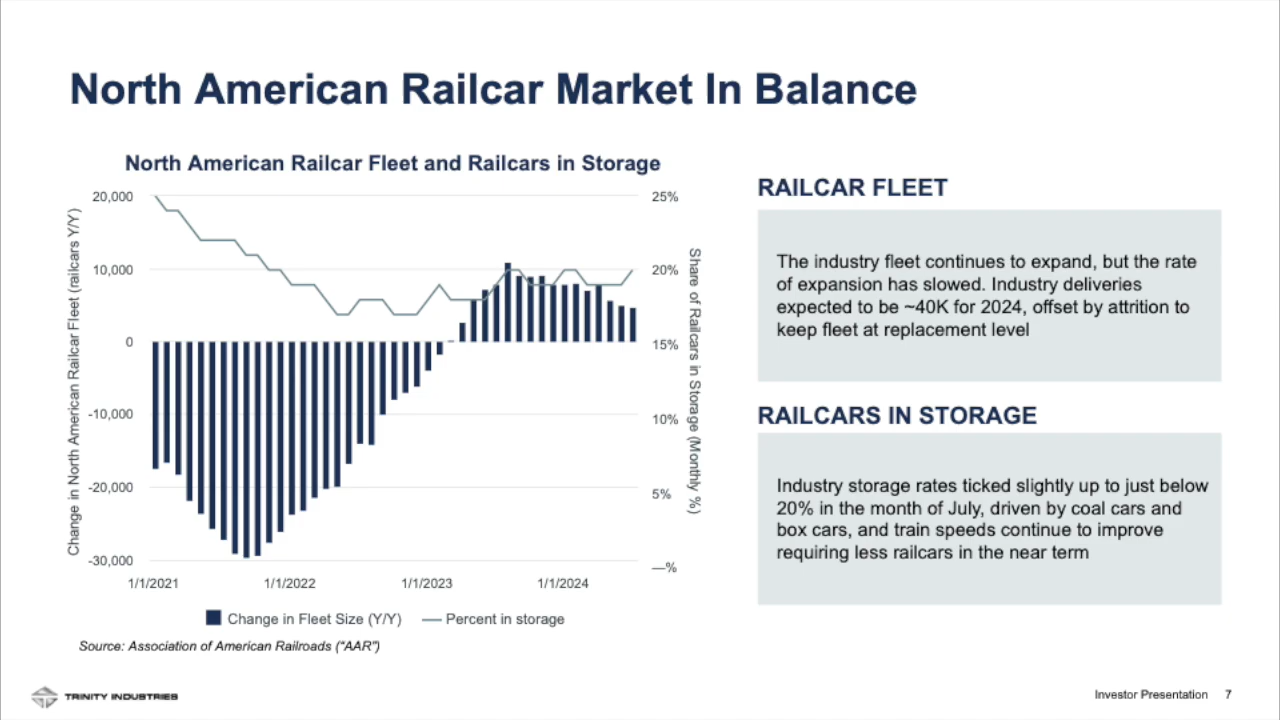 North American Railcar Market In Balance
North American Railcar Fleet and Railcars in Storage
Change in North American Railcar Fleet (railcars Y/Y)
20,000
10,000
0
-10,000
-20,000
-30,000
25%
20%
15%
10%
5%
—%
Share of Railcars in Storage (Monthly %)
1/1/2021
1/1/2022
1/1/2023
1/1/2024
Change in Fleet Size (Y/Y)
Percent in storage
Source: Association of American Railroads (“AAR”)
RAILCAR FLEET
The industry fleet continues to expand, but the rate
of expansion has slowed. Industry deliveries
expected to be ~40K for 2024, offset by attrition to
keep fleet at replacement level
RAILCARS IN STORAGE
Industry storage rates ticked slightly up to just below
20% in the month of July, driven by coal cars and
box cars, and train speeds continue to improve
requiring less railcars in the near term
TRINITY INDUSTRIES
Investor Presentation 7